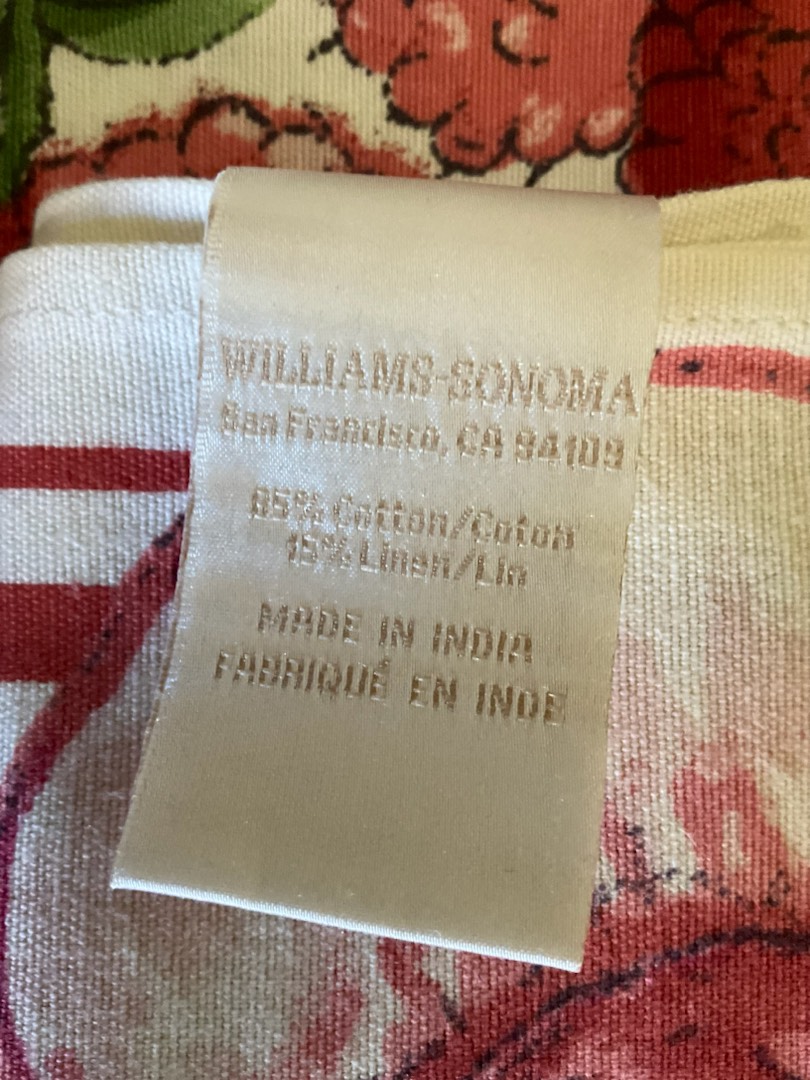 WILLIAMS-SONOMA
San Francisco, CA 94109
85% Cotton/Coton
15% Linen/Lin
MADE IN INDIA
FABRIQUÉ EN INDE